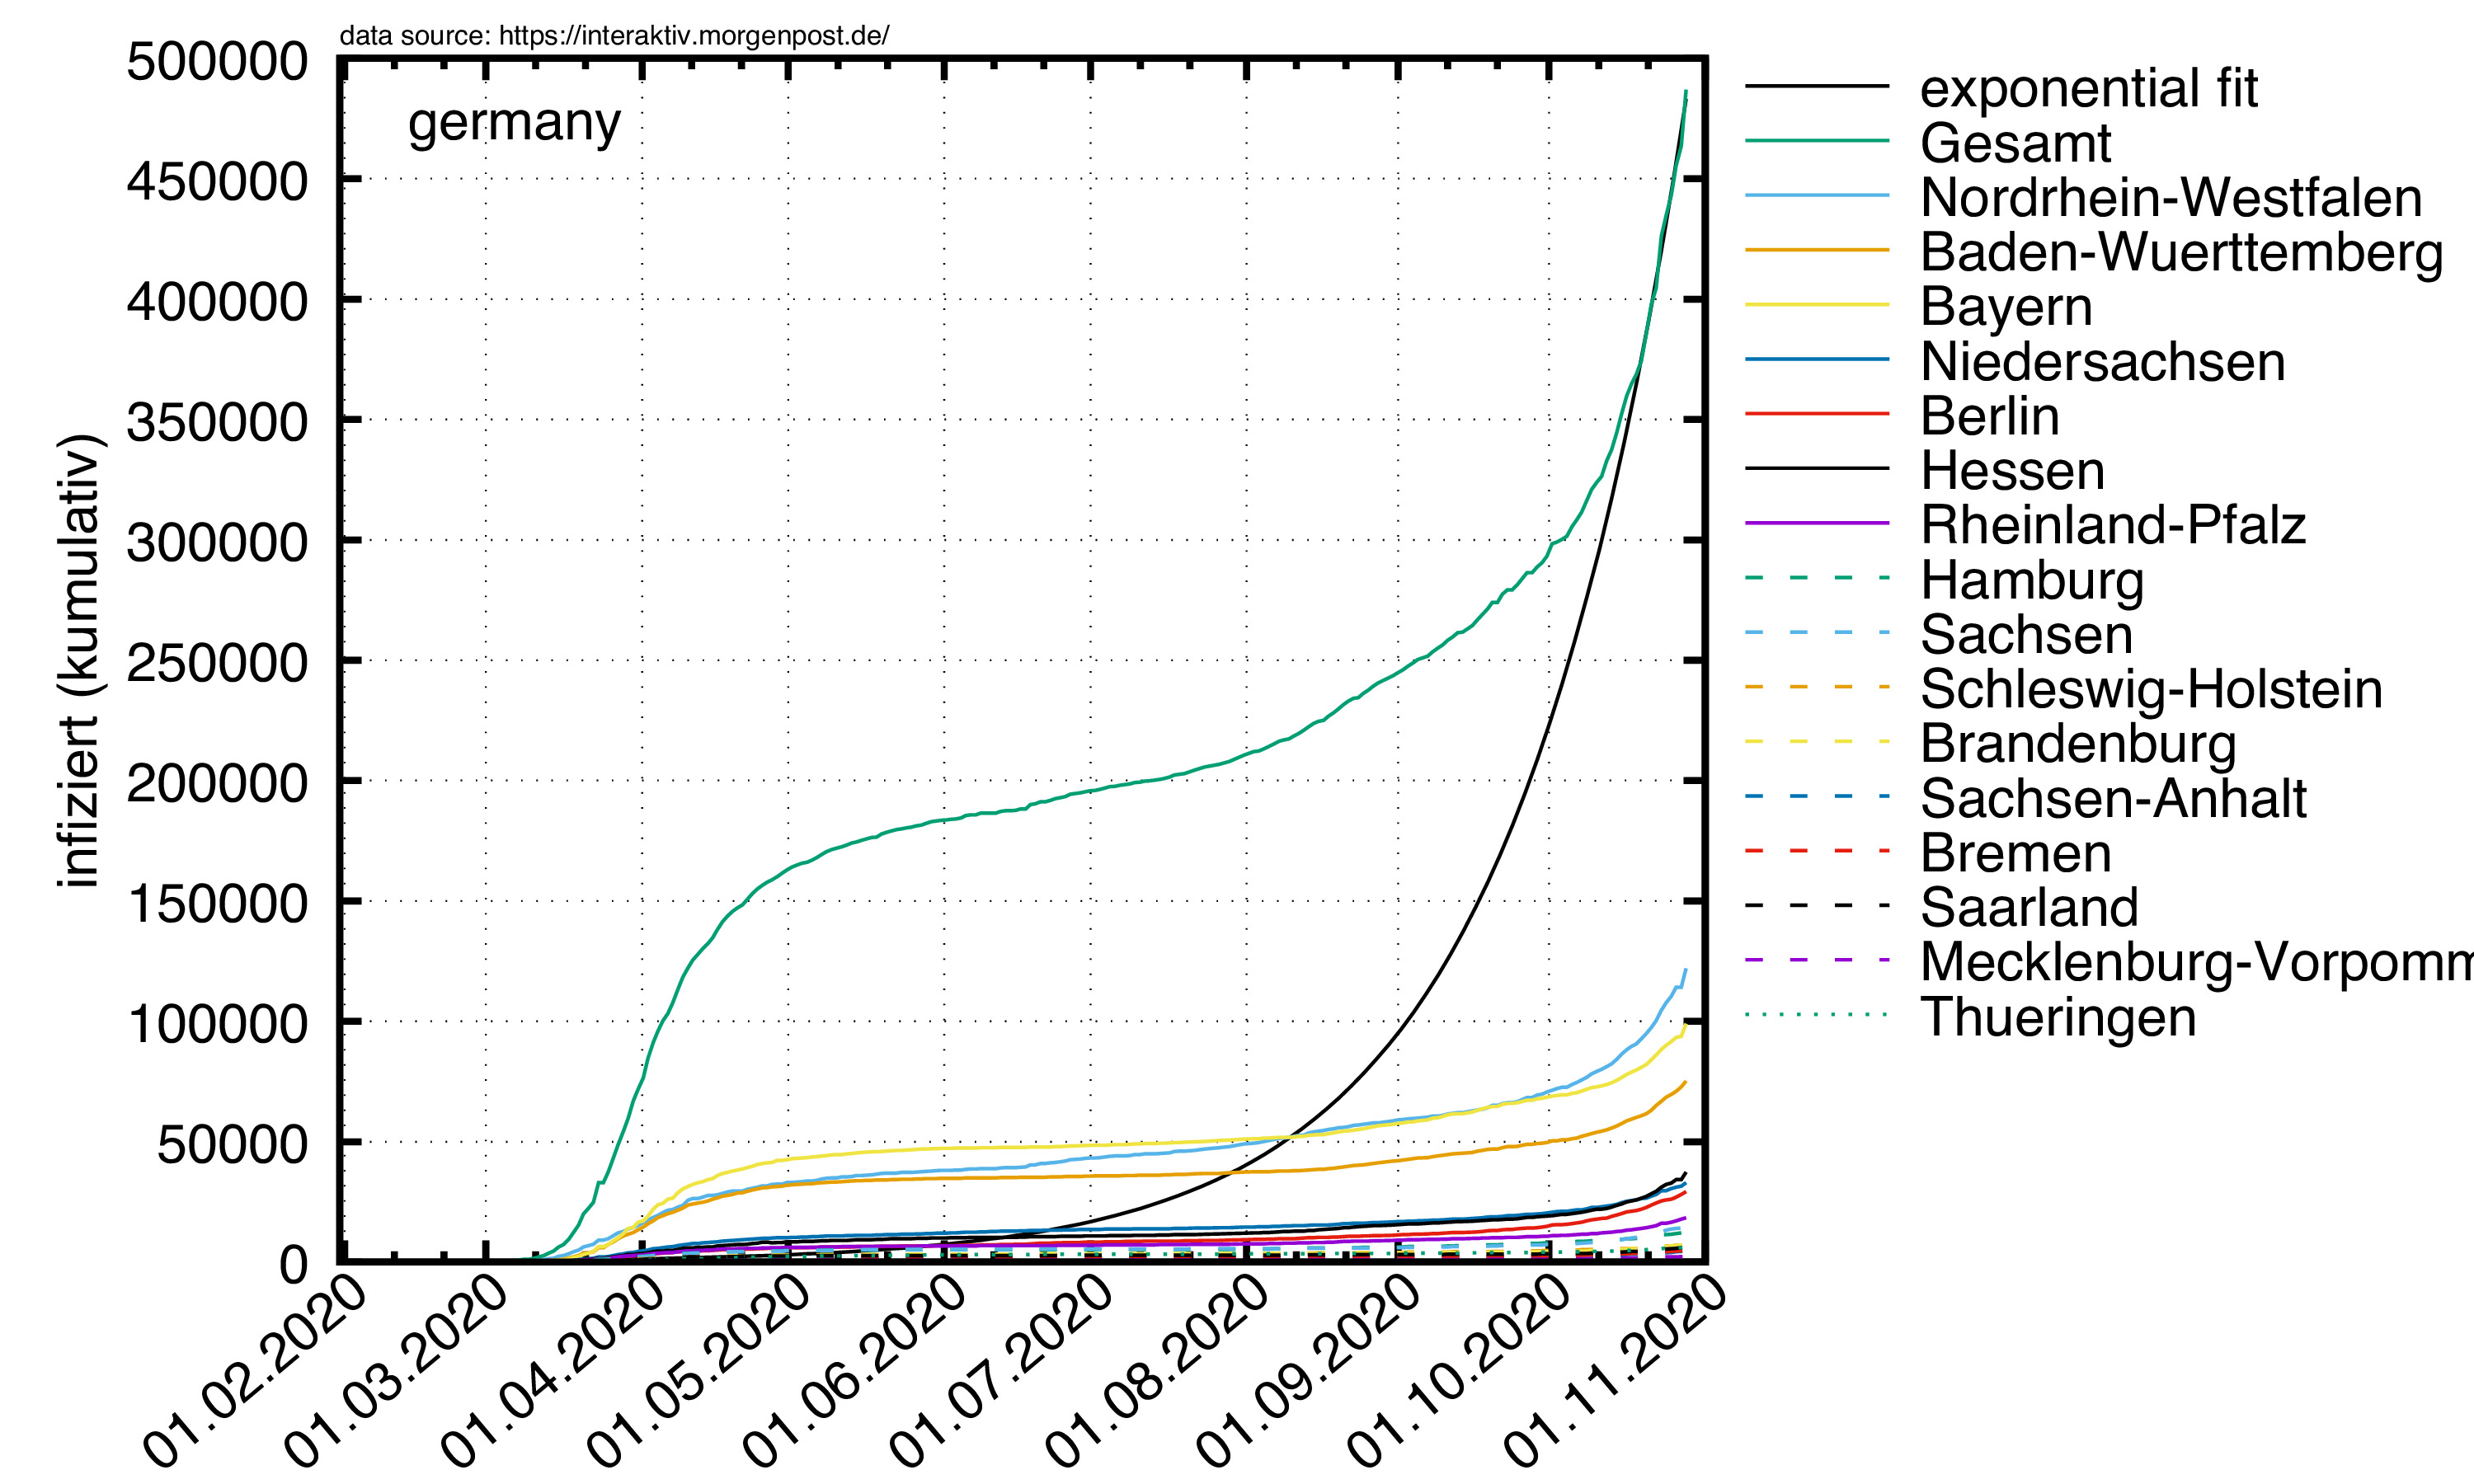 data source: https://interaktiv.morgenpost.de/
500000
450000
400000
350000
300000
250000
200000
150000
100000
50000
0
infiziert (kumulativ)
germany
01.02.2020
01.03.2020
01.04.2020
01.05.2020
01.06.2020
01.07.2020
01.08.2020
01.09.2020
01.10.2020
01.11.2020
exponential fit
Gesamt
Nordrhein-Westfalen
Baden-Wuerttemberg
Bayern
Niedersachsen
Berlin
Hessen
Rheinland-Pfalz
Hamburg
Sachsen
Schleswig-Holstein
Brandenburg
Sachsen-Anhalt
Bremen
Saarland
Mecklenburg-Vorpomm
Thueringen